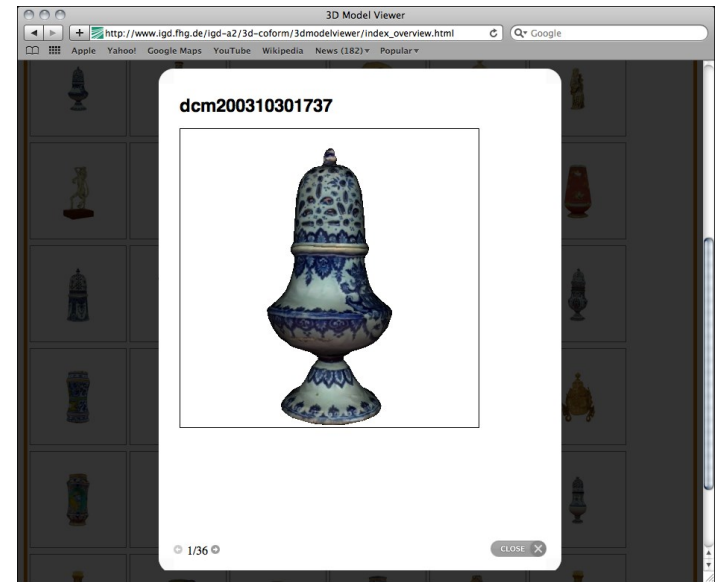 3D Model Viewer
http://www.igd.fhg.de/igd-a2/3d-coform/3dmodelviewer/index_overview.html
Google
Apple Yahoo! Google Maps YouTube Wikipedia News (182) Popular
dcm200310301737
1/36
CLOSE